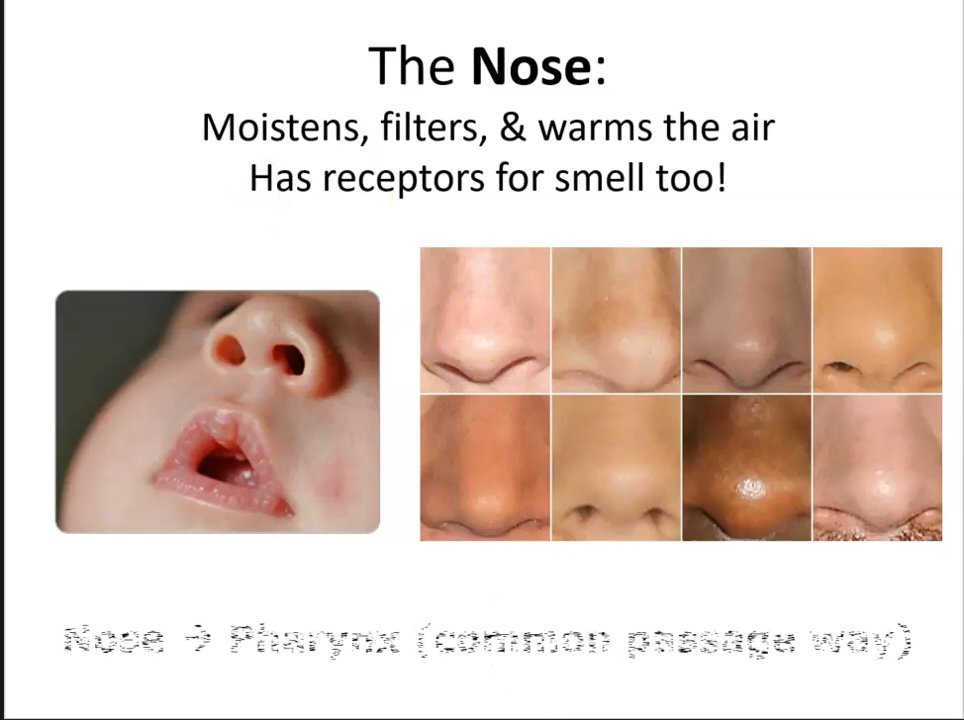 The Nose:
Moistens, filters, & warms the air
Has receptors for smell too!
Nose → Pharynx (common passage way)